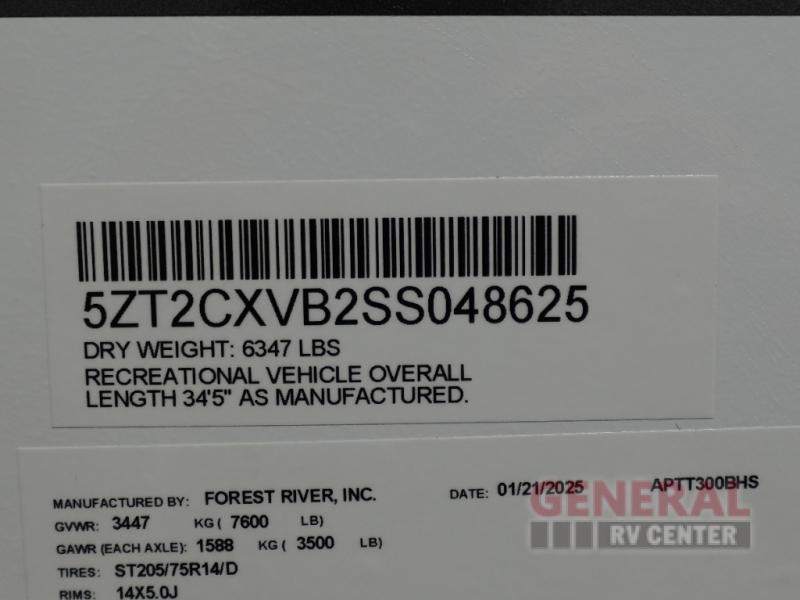 5ZT2CXVB2SS048625
DRY WEIGHT: 6347 LBS
RECREATIONAL VEHICLE OVERALL
LENGTH 34'5" AS MANUFACTURED.
MANUFACTURED BY: FOREST RIVER, INC. DATE: 01/21/2025 APTT300BHS
GVWR: 3447 KG ( 7600 LB)
GAWR (EACH AXLE): 1588 KG ( 3500 LB)
TIRES: ST205/75R14/D
RIMS: 14X5.0J
GENERAL
RV CENTER